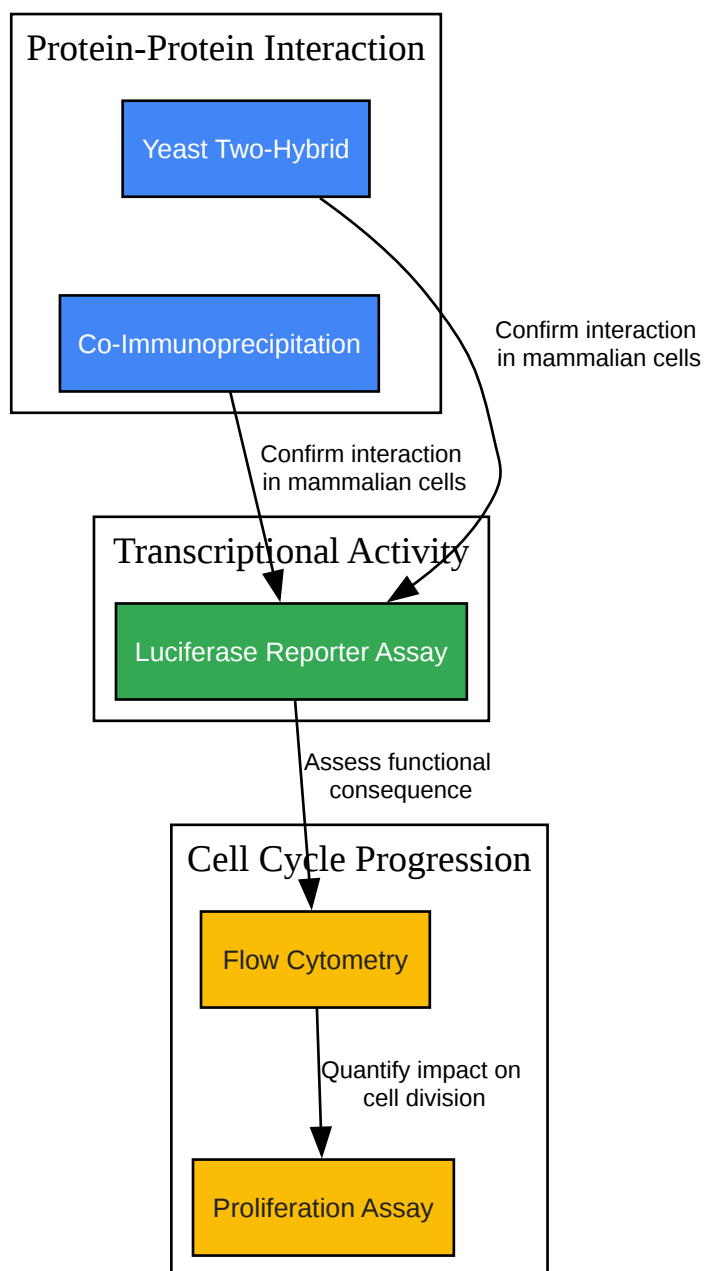 Protein-Protein Interaction
Yeast Two-Hybrid
Co-Immunoprecipitation
Confirm interaction
in mammalian cells
Confirm interaction
in mammalian cells
Transcriptional Activity
Luciferase Reporter Assay
Assess functional
consequence
Cell Cycle Progression
Flow Cytometry
Quantify impact on
cell division
Proliferation Assay